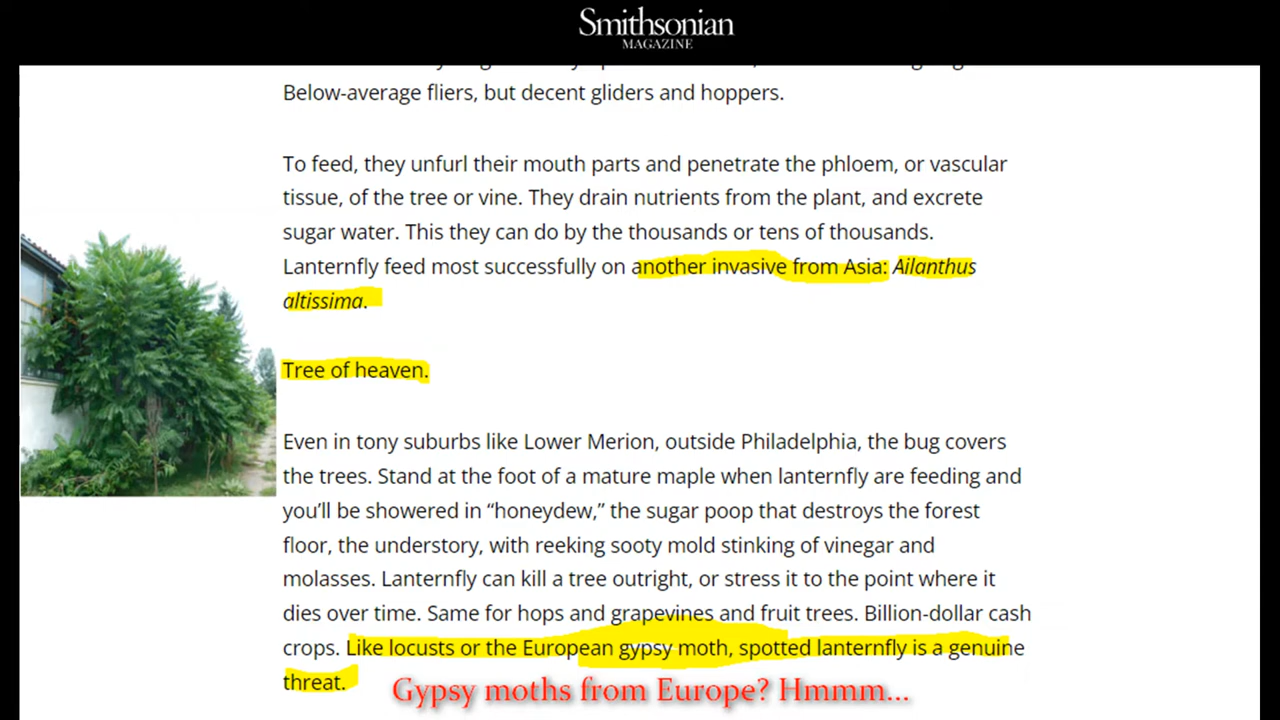 Smithsonian
MAGAZINE
Below-average fliers, but decent gliders and hoppers.
To feed, they unfurl their mouth parts and penetrate the phloem, or vascular
tissue, of the tree or vine. They drain nutrients from the plant, and excrete
sugar water. This they can do by the thousands or tens of thousands.
Lanternfly feed most successfully on another invasive from Asia: Ailanthus
altissima.
Tree of heaven.
Even in tony suburbs like Lower Merion, outside Philadelphia, the bug covers
the trees. Stand at the foot of a mature maple when lanternfly are feeding and
you’ll be showered in “honeydew,” the sugar poop that destroys the forest
floor, the understory, with reeking sooty mold stinking of vinegar and
molasses. Lanternfly can kill a tree outright, or stress it to the point where it
dies over time. Same for hops and grapevines and fruit trees. Billion-dollar cash
crops. Like locusts or the European gypsy moth, spotted lanternfly is a genuine
threat.
Gypsy moths from Europe? Hmmm...